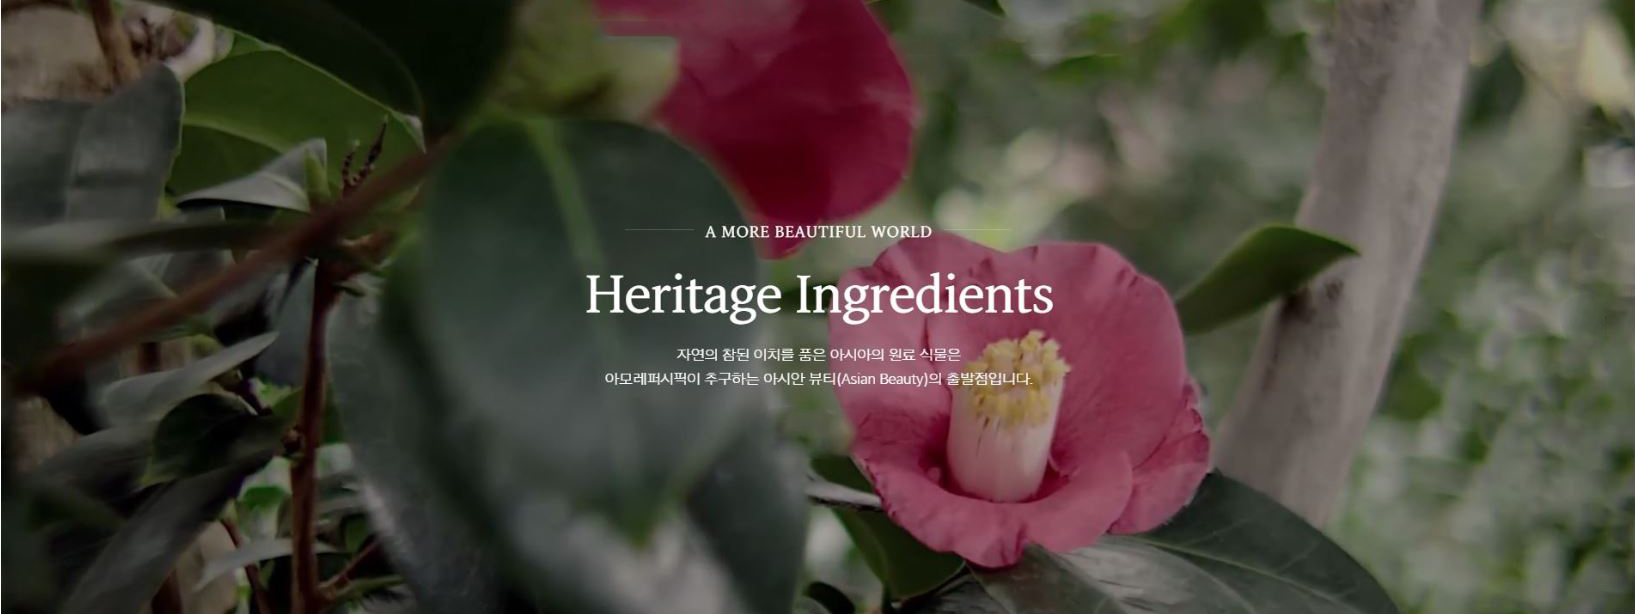 A MORE BEAUTIFUL WORLD
Heritage Ingredients
자연의 참된 이치를 품은 아시아의 원료 식물은
아모레퍼시픽이 추구하는 아시안 뷰티(Asian Beauty)의 출발점입니다.